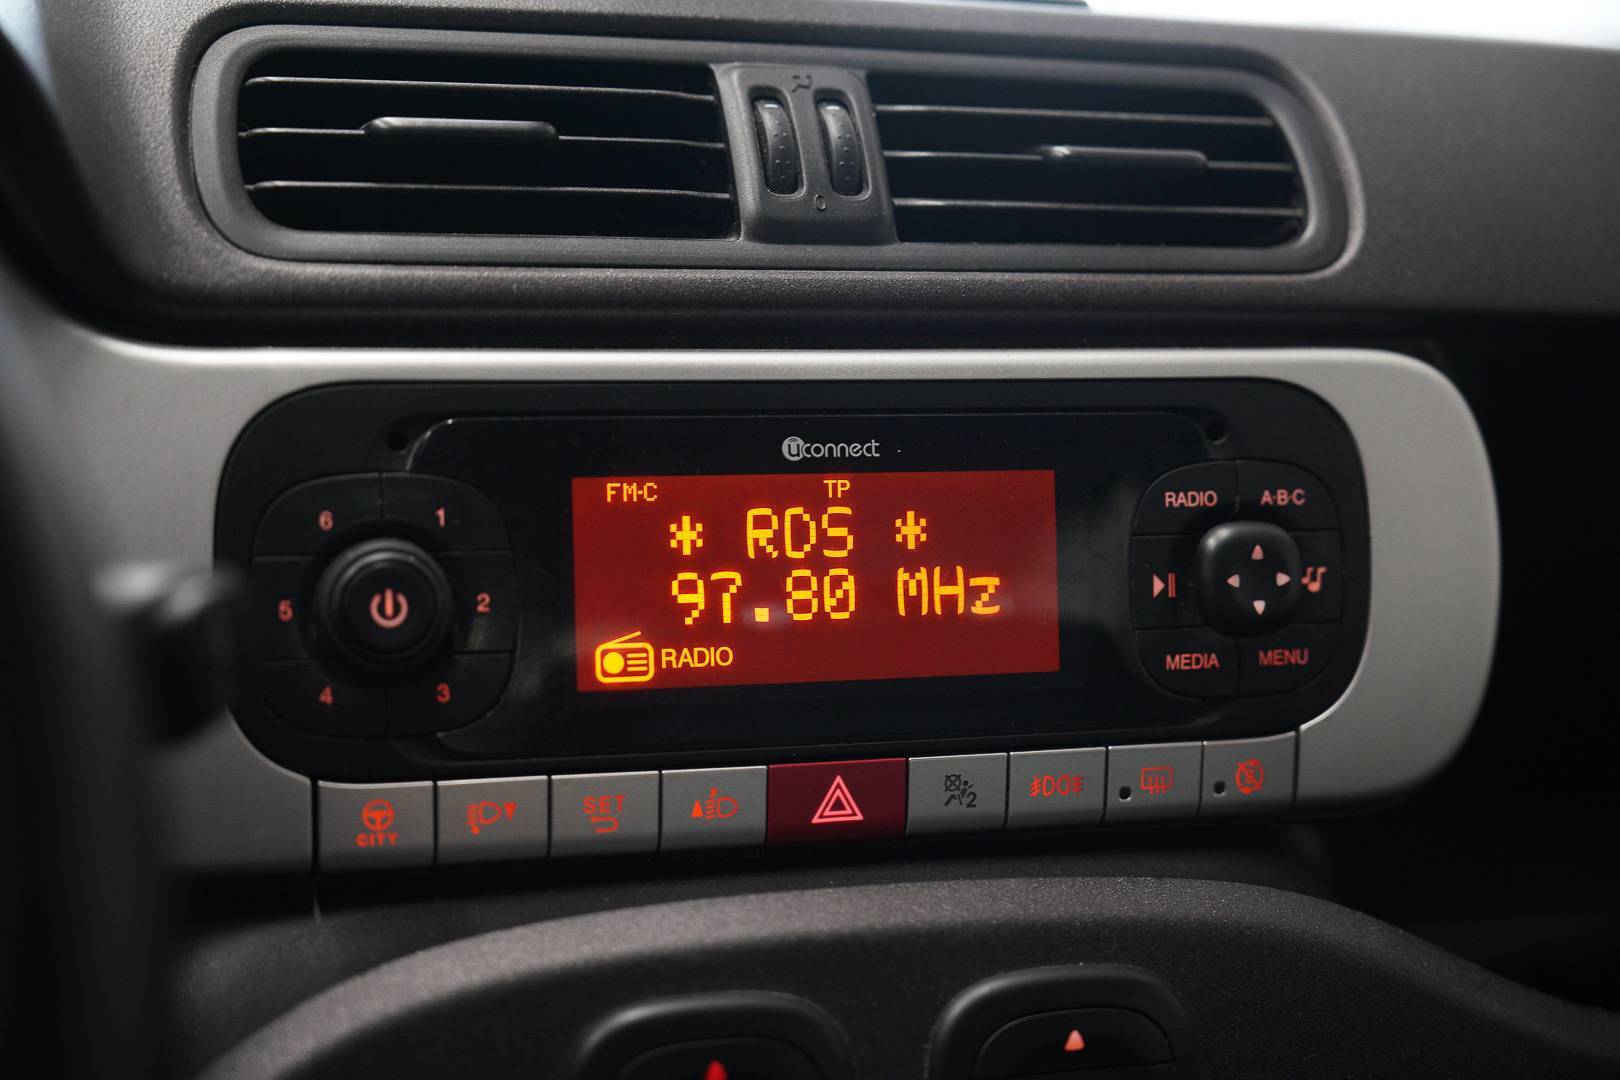 uconnect
FM-C TP
* RDS *
97.80 MHz
RADIO
6 1
5 2
4 3
RADIO A·B·C
MEDIA MENU
CITY
SET
2
0